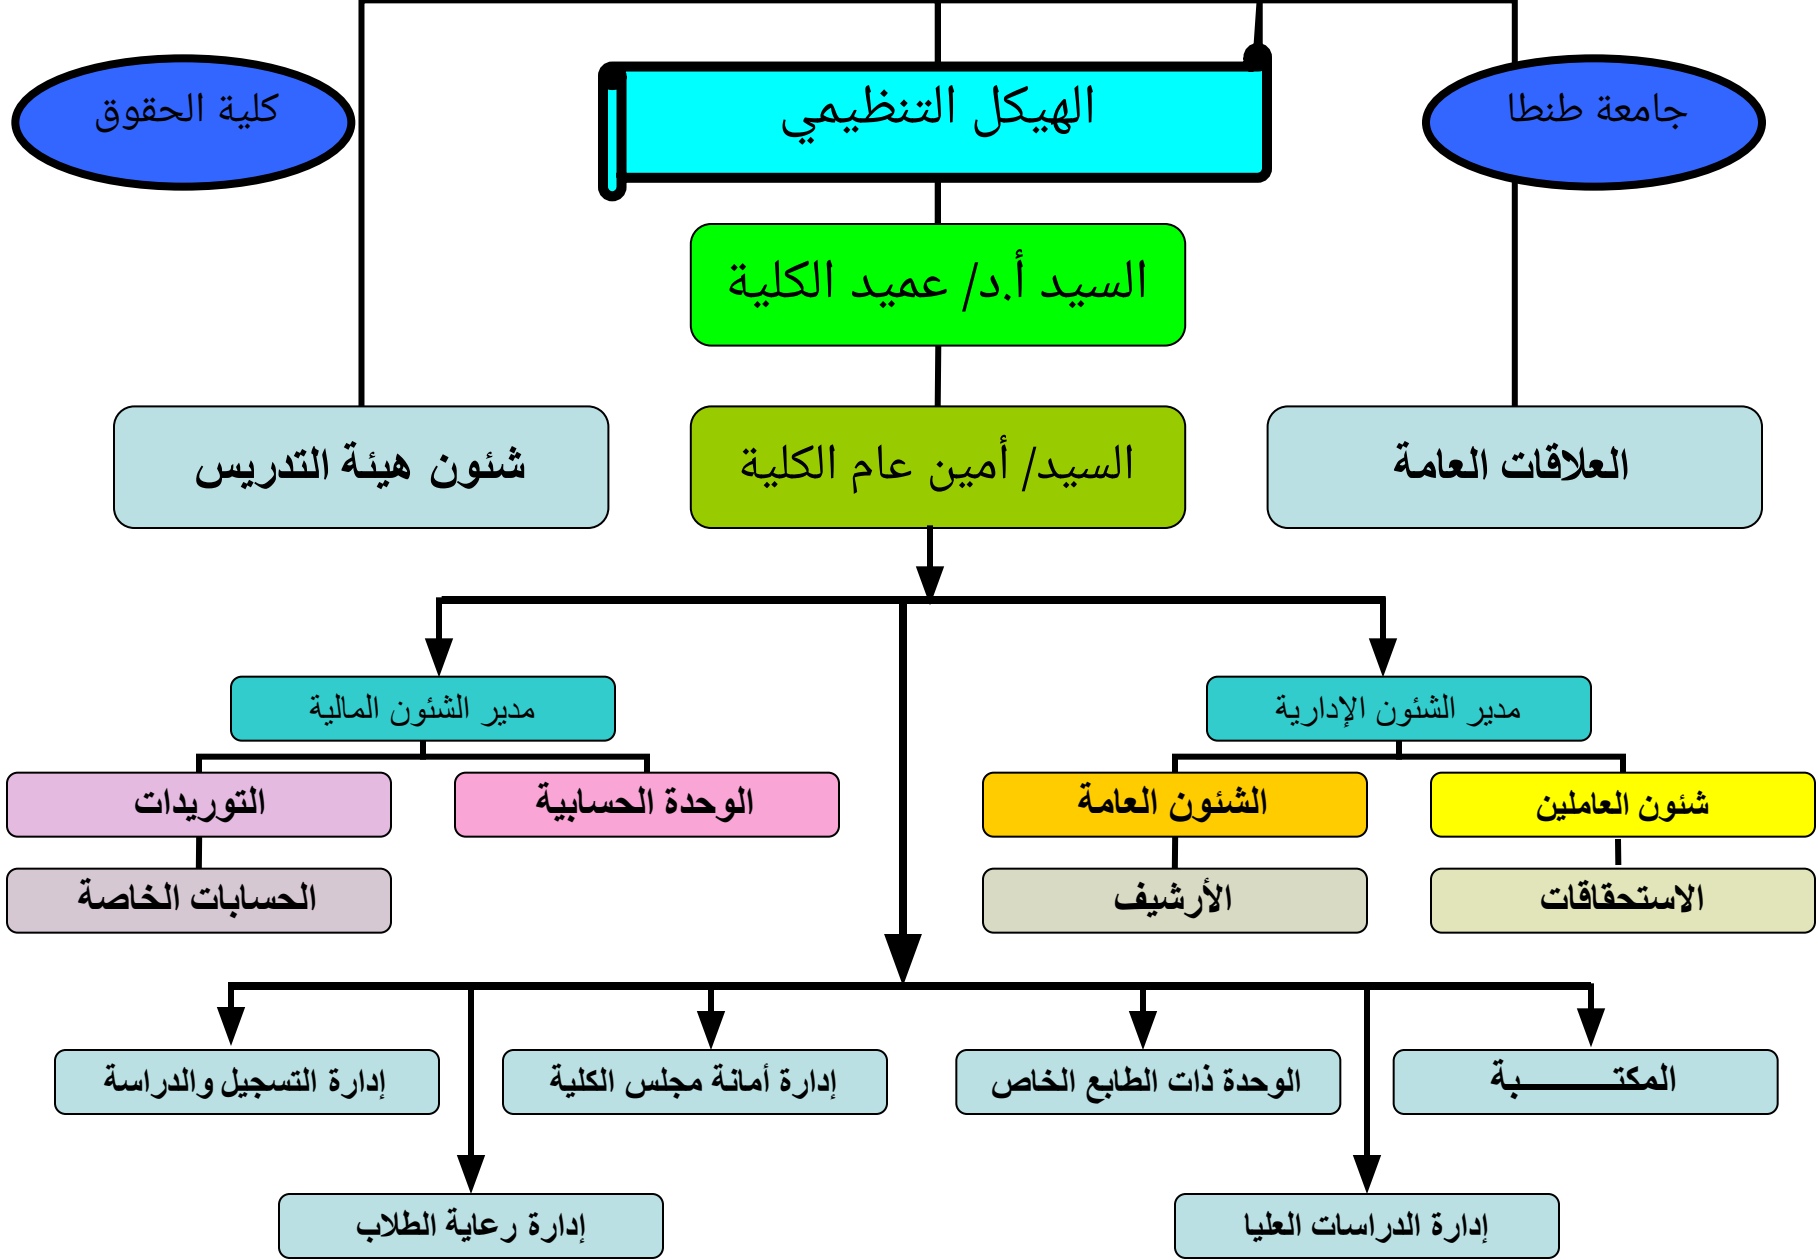 جامعة طنطا
الهيكل التنظيمي
كلية الحقوق
السيد أ.د/ عميد الكلية
العلاقات العامة
السيد/ أمين عام الكلية
شئون هيئة التدريس
مدير الشئون الإدارية
مدير الشئون المالية
شئون العاملين
الشئون العامة
الوحدة الحسابية
التوريدات
الاستحقاقات
الأرشيف
الحسابات الخاصة
المكتـــــــــــبة
الوحدة ذات الطابع الخاص
إدارة أمانة مجلس الكلية
إدارة التسجيل والدراسة
إدارة الدراسات العليا
إدارة رعاية الطلاب